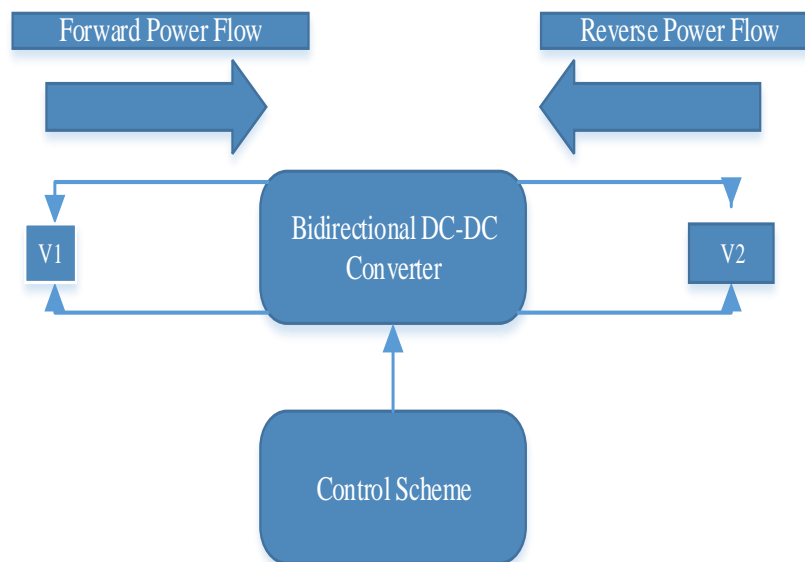 Forward Power Flow
Reverse Power Flow
Bidirectional DC-DC
Converter
V1
V2
Control Scheme